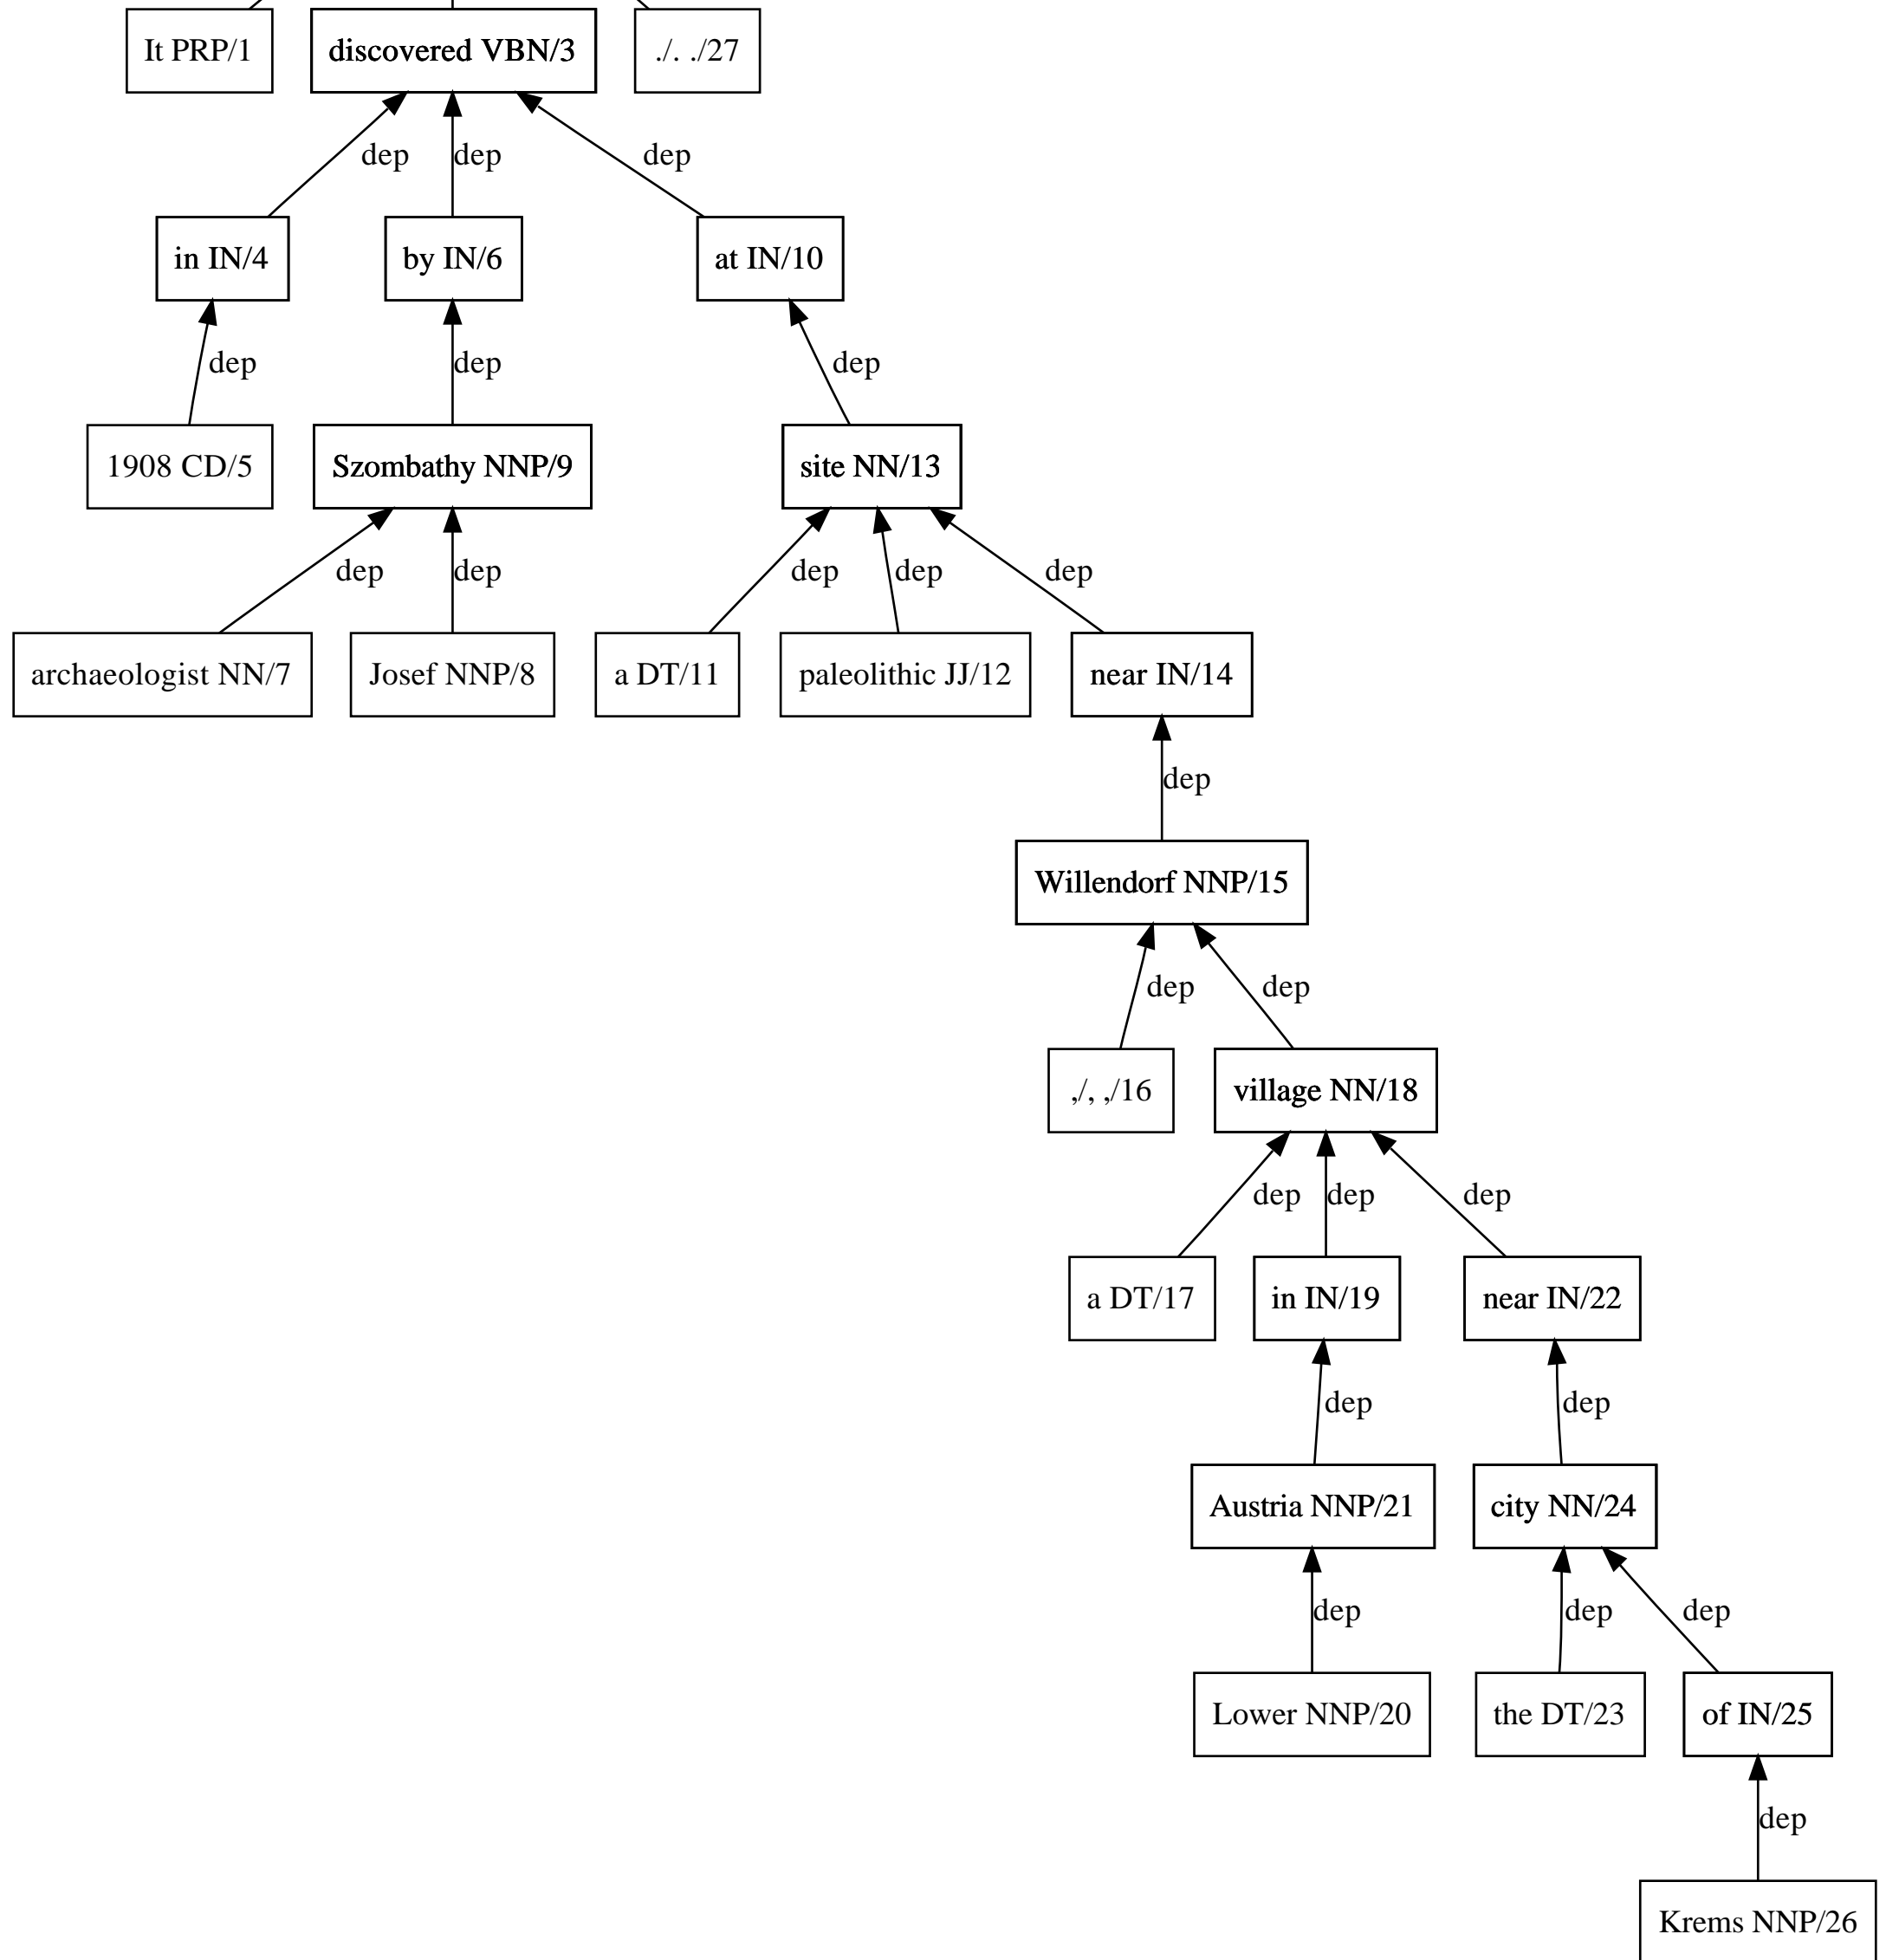 It PRP/1 discovered VBN/3 ./. ./27
dep dep dep
in IN/4 by IN/6 at IN/10
dep dep dep
1908 CD/5 Szombathy NNP/9 site NN/13
dep dep dep dep dep
archaeologist NN/7 Josef NNP/8 a DT/11 paleolithic JJ/12 near IN/14
dep
Willendorf NNP/15
dep dep
,/, ,/16 village NN/18
dep dep dep
a DT/17 in IN/19 near IN/22
dep dep
Austria NNP/21 city NN/24
dep dep dep
Lower NNP/20 the DT/23 of IN/25
dep
Krems NNP/26